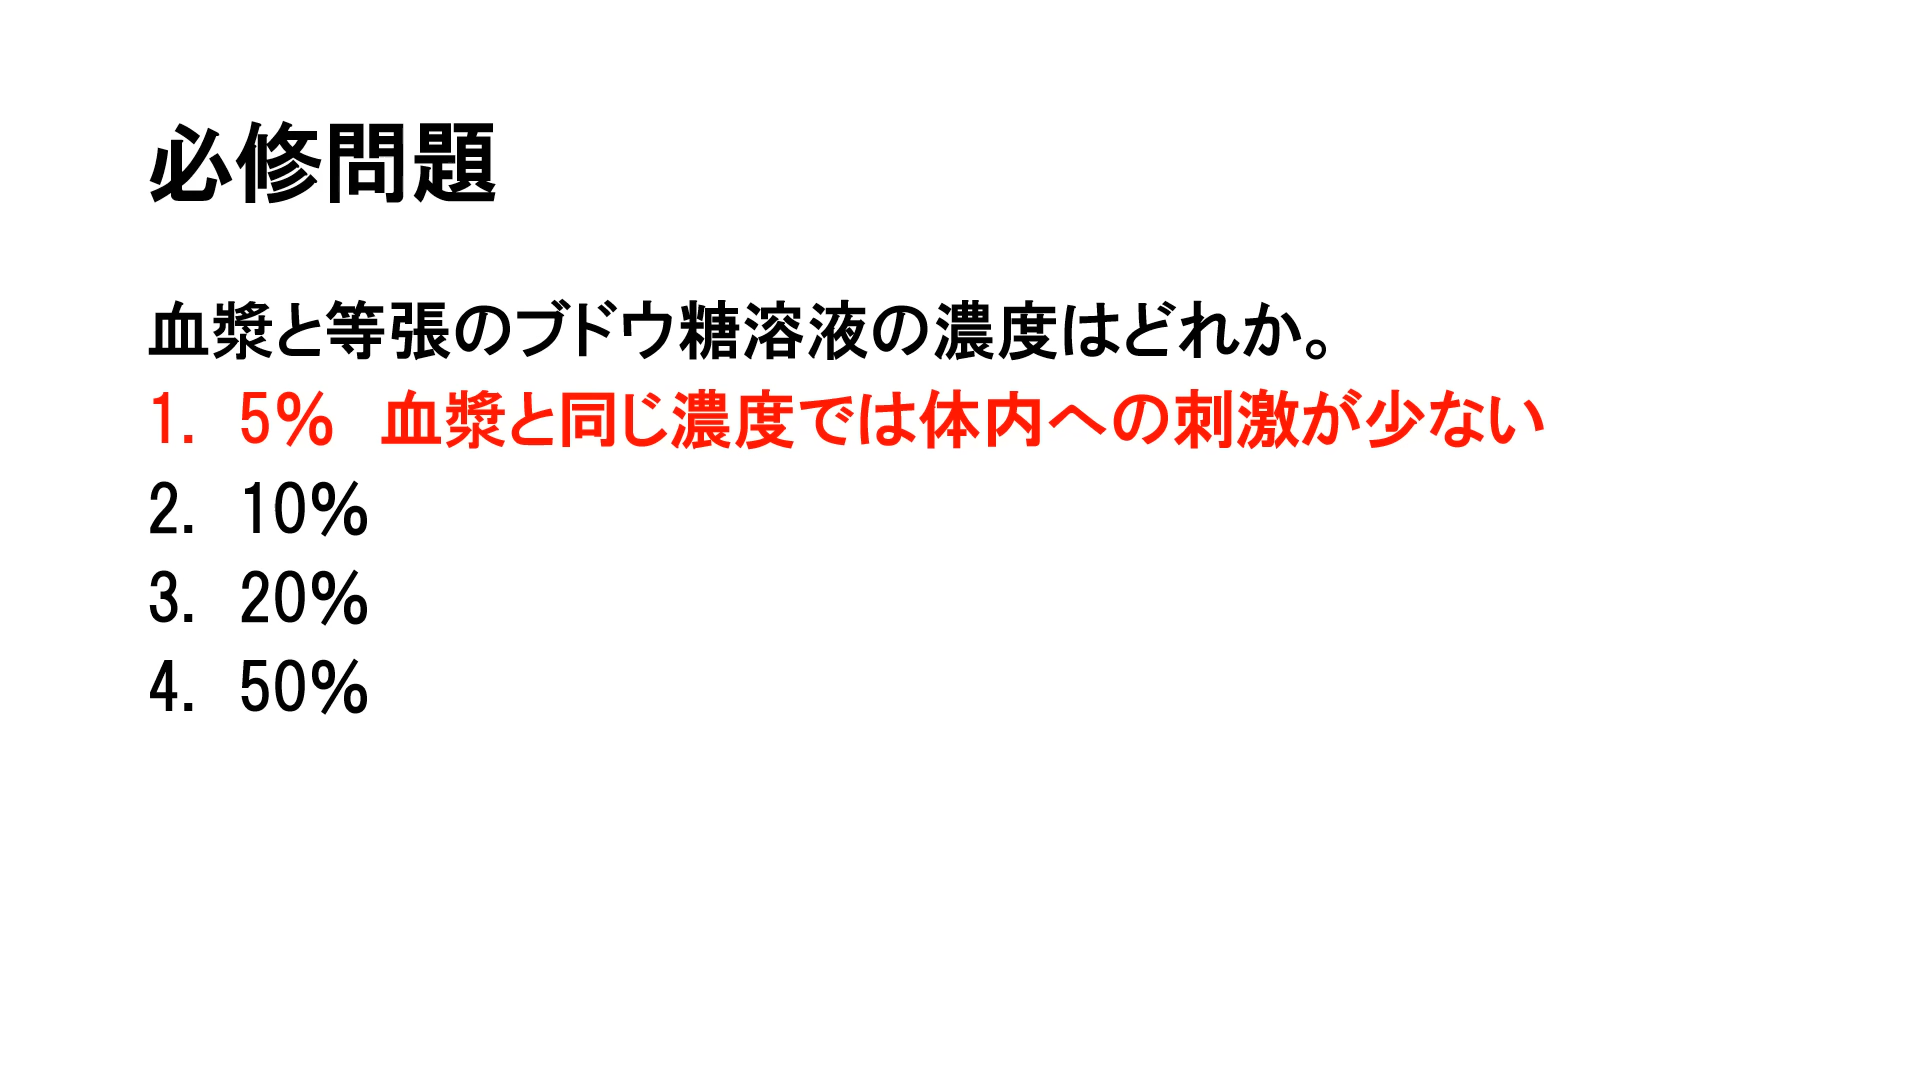 必修問題
血漿と等張のブドウ糖溶液の濃度はどれか。
1. 5% 血漿と同じ濃度では体内への刺激が少ない
2. 10%
3. 20%
4. 50%